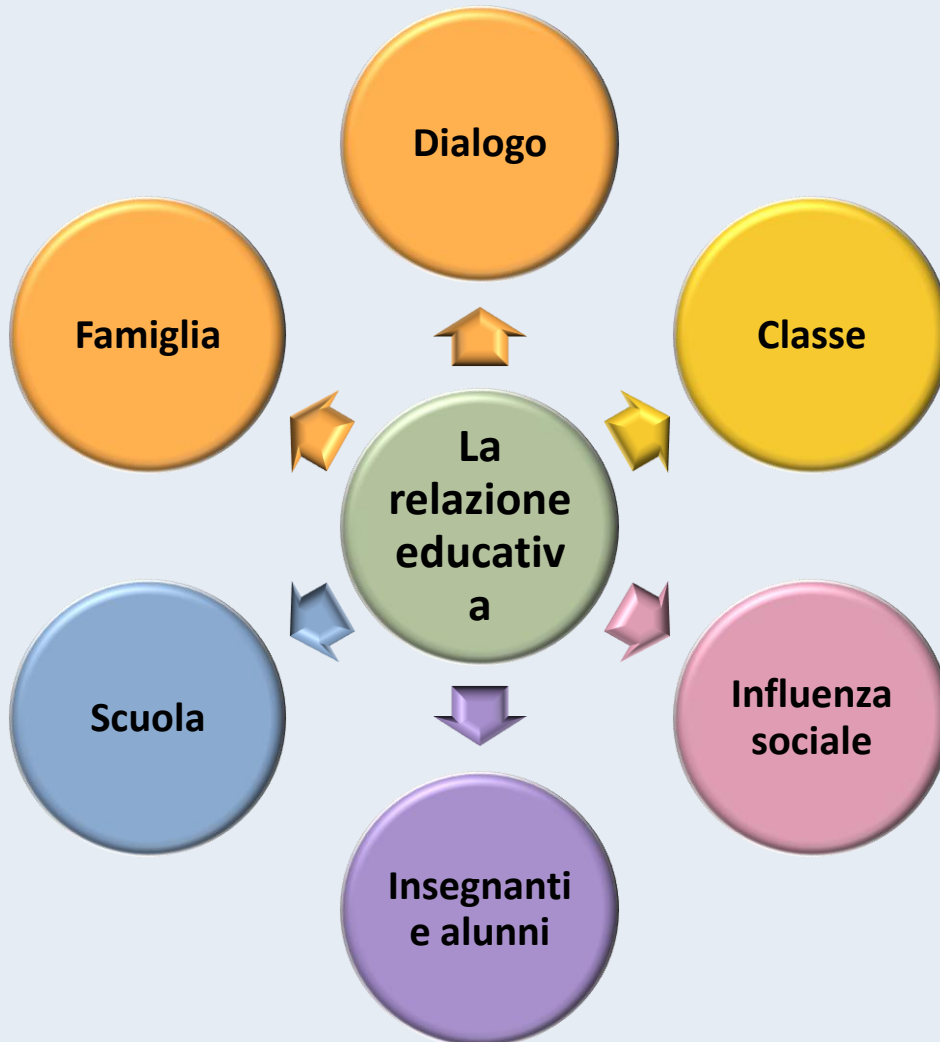 Dialogo
Famiglia
Classe
La
relazione
educativ
a
Scuola
Influenza
sociale
Insegnanti
e alunni